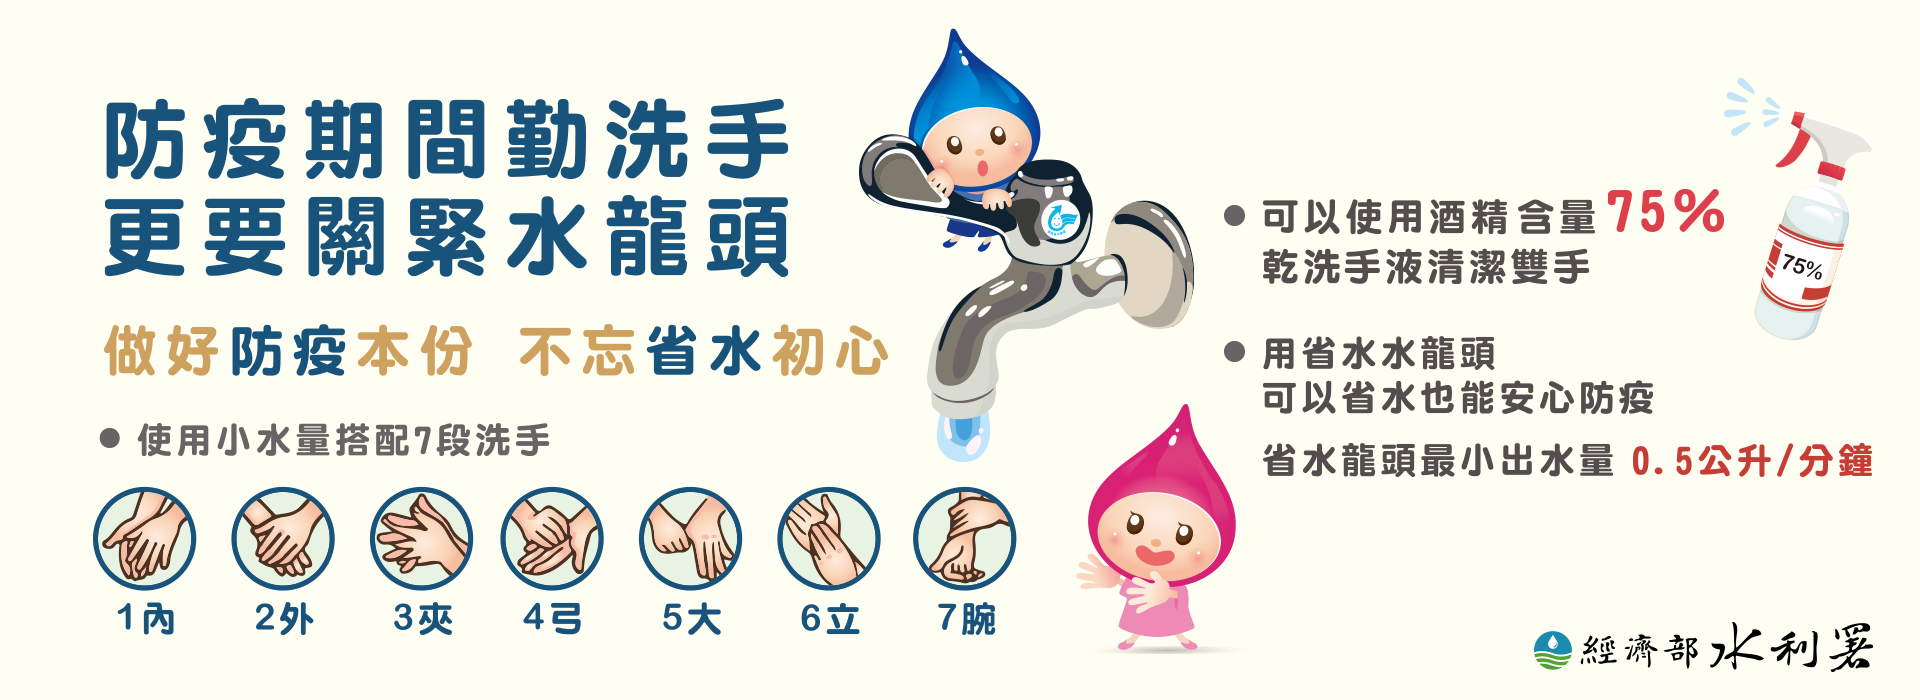 防疫期間勤洗手
更要關緊水龍頭
做好防疫本份 不忘省水初心
● 使用小水量搭配7段洗手
1內
2外
3夾
4弓
5大
6立
7腕
● 可以使用酒精含量75%
乾洗手液清潔雙手
● 用省水水龍頭
可以省水也能安心防疫
省水龍頭最小出水量 0.5公升/分鐘
75%
經濟部水利署